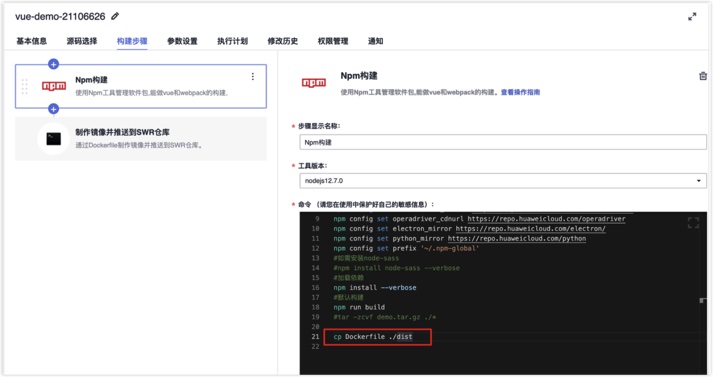 vue-demo-21106626
基本信息 源码选择 构建步骤 参数设置 执行计划 修改历史 权限管理 通知
npm
Npm构建
使用Npm工具管理软件包,能做vue和webpack的构建。
制作镜像并推送到SWR仓库
通过Dockerfile制作镜像并推送到SWR仓库。
npm
Npm构建
使用Npm工具管理软件包,能做vue和webpack的构建。查看操作指南
* 步骤显示名称:
Npm构建
* 工具版本:
nodejs12.7.0
* 命令 (请您在使用中保护好自己的敏感信息):
9 npm config set operadriver_cdnurl https://repo.huaweicloud.com/operadriver
10 npm config set electron_mirror https://repo.huaweicloud.com/electron/
11 npm config set python_mirror https://repo.huaweicloud.com/python
12 npm config set prefix '~/.npm-global'
13 #如需安装node-sass
14 #npm install node-sass --verbose
15 #加载依赖
16 npm install --verbose
17 #默认构建
18 npm run build
19 #tar -zcvf demo.tar.gz ./*
20
21 cp Dockerfile ./dist
22